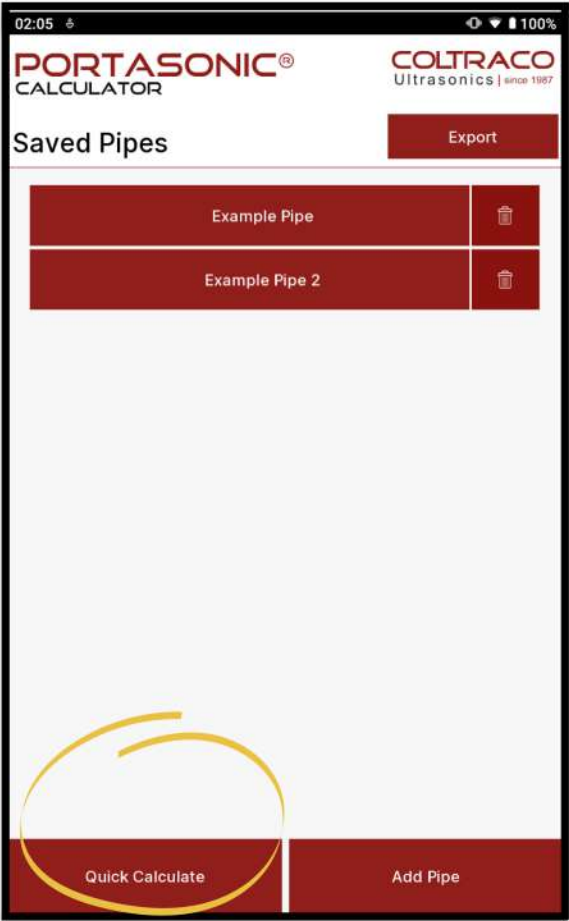 02:05 100%
PORTASONIC®
CALCULATOR
COLTRACO
Ultrasonics | since 1987
Saved Pipes
Export
Example Pipe
Example Pipe 2
Quick Calculate
Add Pipe